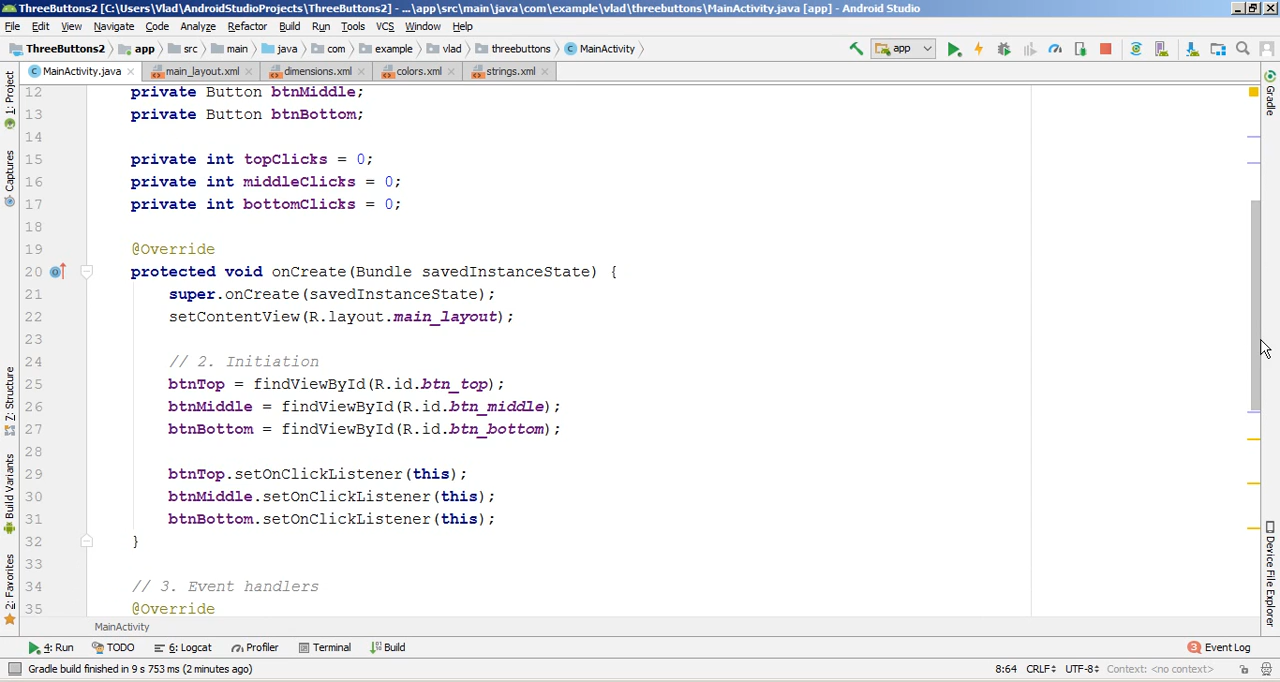 ThreeButtons2 [C:\Users\Vlad\AndroidStudioProjects\ThreeButtons2] - ...\app\src\main\java\com\example\vlad\threebuttons\MainActivity.java [app] - Android Studio
File Edit View Navigate Code Analyze Refactor Build Run Tools VCS Window Help
ThreeButtons2 app src main java com example vlad threebuttons MainActivity app
MainActivity.java main_layout.xml dimensions.xml colors.xml strings.xml
1: Project
Captures
7: Structure
Build Variants
2: Favorites
12 private Button btnMiddle;
13 private Button btnBottom;
14
15 private int topClicks = 0;
16 private int middleClicks = 0;
17 private int bottomClicks = 0;
18
19 @Override
20 protected void onCreate(Bundle savedInstanceState) {
21 super.onCreate(savedInstanceState);
22 setContentView(R.layout.main_layout);
23
24 // 2. Initiation
25 btnTop = findViewById(R.id.btn_top);
26 btnMiddle = findViewById(R.id.btn_middle);
27 btnBottom = findViewById(R.id.btn_bottom);
28
29 btnTop.setOnClickListener(this);
30 btnMiddle.setOnClickListener(this);
31 btnBottom.setOnClickListener(this);
32 }
33
34 // 3. Event handlers
35 @Override
Gradle
Device File Explorer
MainActivity
4: Run TODO 6: Logcat Profiler Terminal Build 3 Event Log
Gradle build finished in 9 s 753 ms (2 minutes ago) 8:64 CRLF UTF-8 Context: <no context>